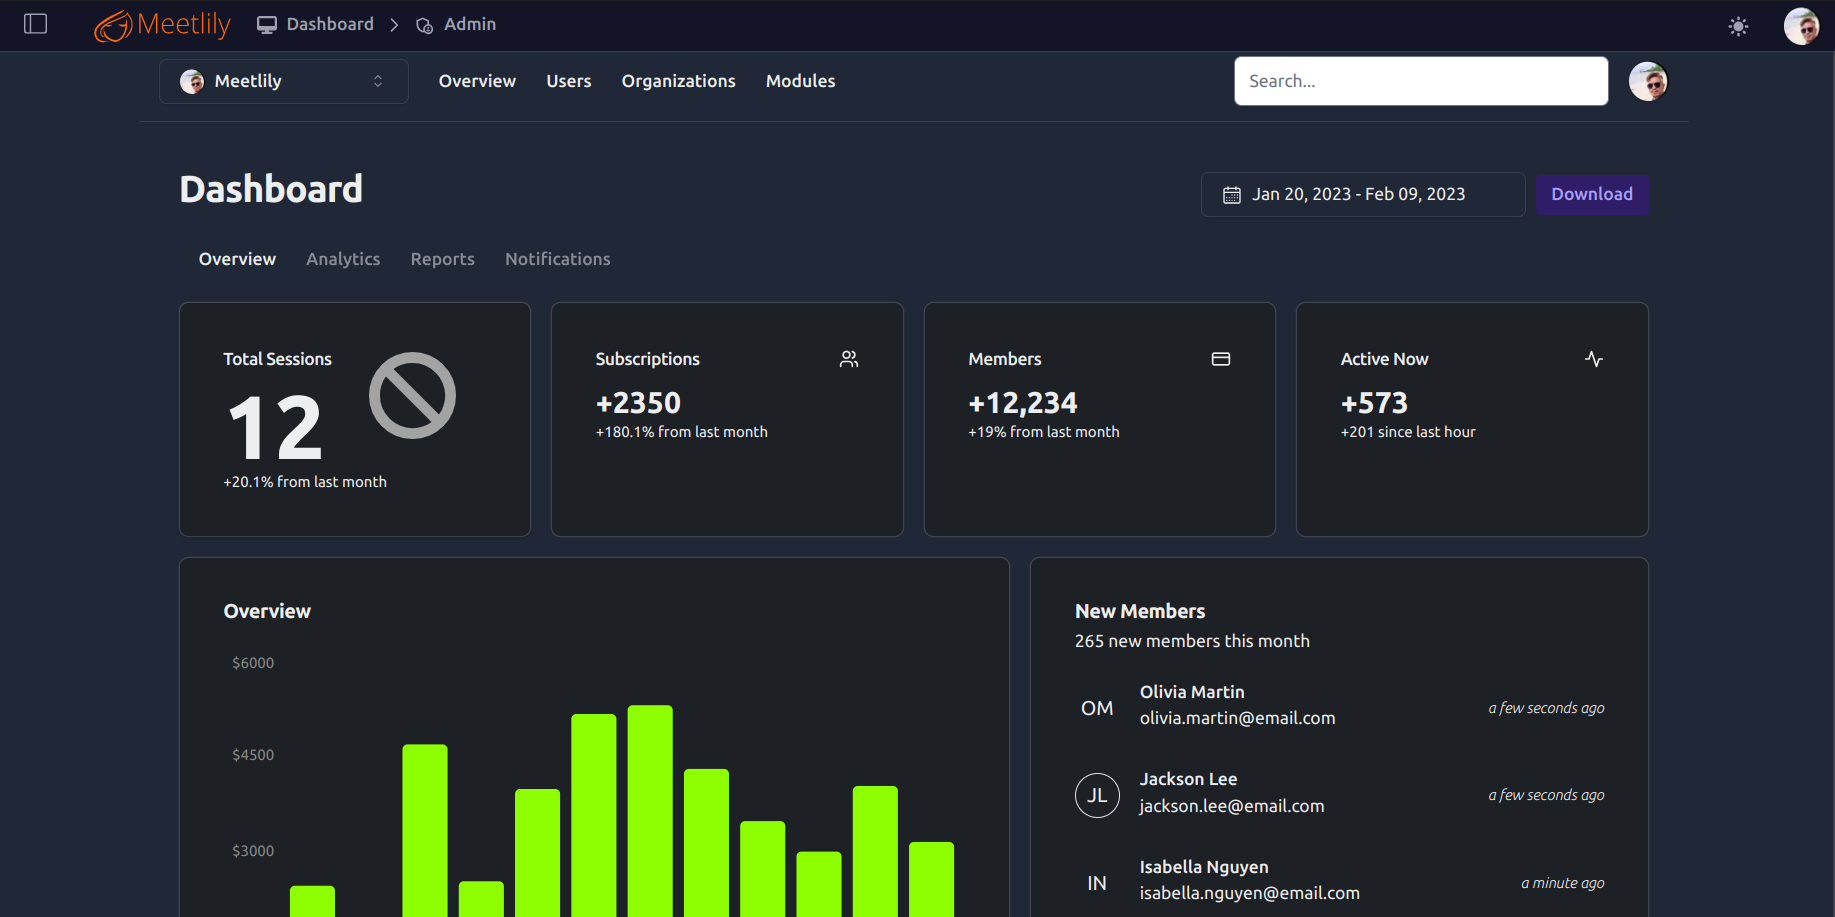 Meetlily Dashboard Admin
Meetlily Overview Users Organizations Modules Search...
Dashboard
Jan 20, 2023 - Feb 09, 2023 Download
Overview Analytics Reports Notifications
Total Sessions
12
+20.1% from last month
Subscriptions
+2350
+180.1% from last month
Members
+12,234
+19% from last month
Active Now
+573
+201 since last hour
Overview
$6000
$4500
$3000
New Members
265 new members this month
OM
Olivia Martin
olivia.martin@email.com
a few seconds ago
JL
Jackson Lee
jackson.lee@email.com
a few seconds ago
IN
Isabella Nguyen
isabella.nguyen@email.com
a minute ago